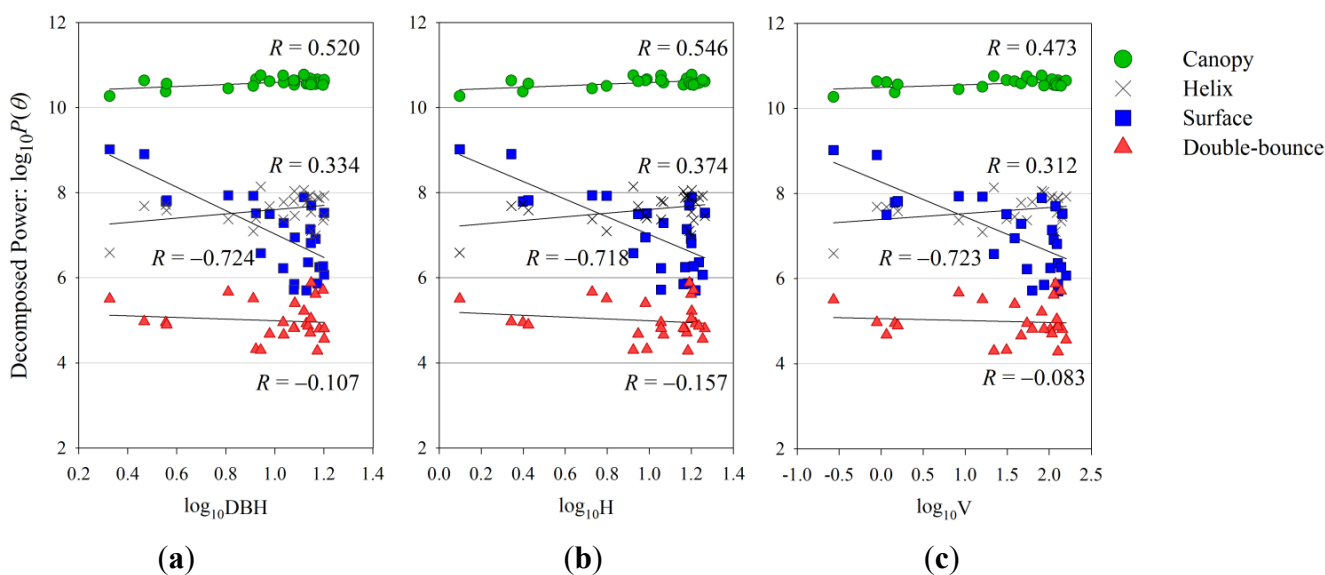 Decomposed Power: log10P(θ)
12
10
8
6
4
2
R = 0.520
R = 0.334
R = –0.724
R = –0.107
0.2 0.4 0.6 0.8 1.0 1.2 1.4
log10DBH
(a)
12
10
8
6
4
2
R = 0.546
R = 0.374
R = –0.718
R = –0.157
0.0 0.2 0.4 0.6 0.8 1.0 1.2 1.4
log10H
(b)
12
10
8
6
4
2
R = 0.473
R = 0.312
R = –0.723
R = –0.083
-1.0 -0.5 0.0 0.5 1.0 1.5 2.0 2.5
log10V
(c)
Canopy
Helix
Surface
Double-bounce